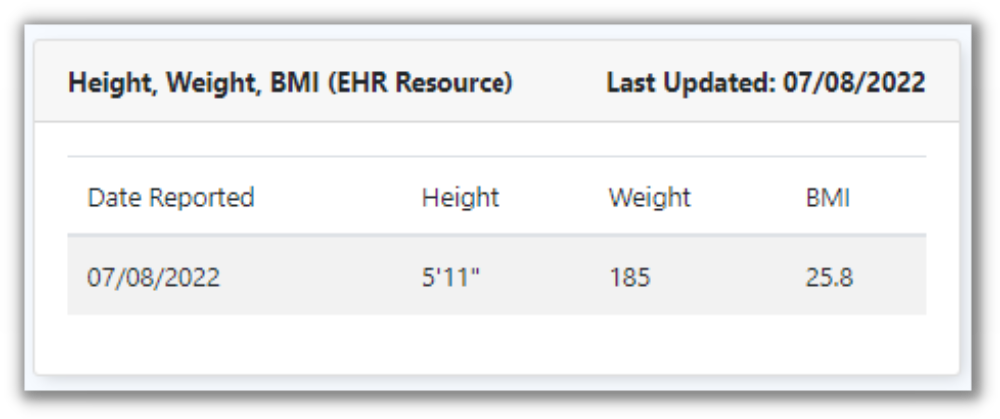 Height, Weight, BMI (EHR Resource) Last Updated: 07/08/2022
Date Reported Height Weight BMI
07/08/2022 5'11" 185 25.8